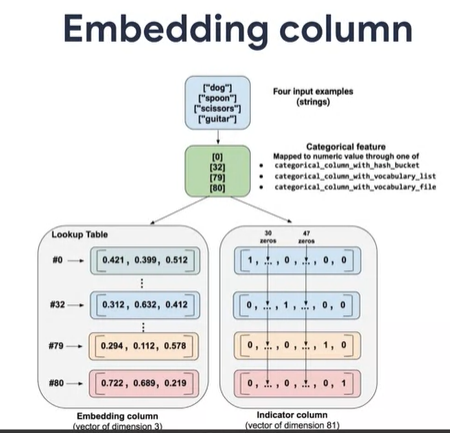 Embedding column
["dog"]
["spoon"]
["scissors"]
["guitar"]
Four input examples
(strings)
[0]
[32]
[79]
[80]
Categorical feature
Mapped to numeric value through one of
• categorical_column_with_hash_bucket
• categorical_column_with_vocabulary_list
• categorical_column_with_vocabulary_file
Lookup Table
#0
0.421, 0.399, 0.512
#32
0.312, 0.632, 0.412
#79
0.294, 0.112, 0.578
#80
0.722, 0.689, 0.219
30
zeros
47
zeros
1, ..., 0, ..., 0, 0
0, ..., 1, ..., 0, 0
0, ..., 0, ..., 1, 0
0, ..., 0, ..., 0, 1
Embedding column
(vector of dimension 3)
Indicator column
(vector of dimension 81)